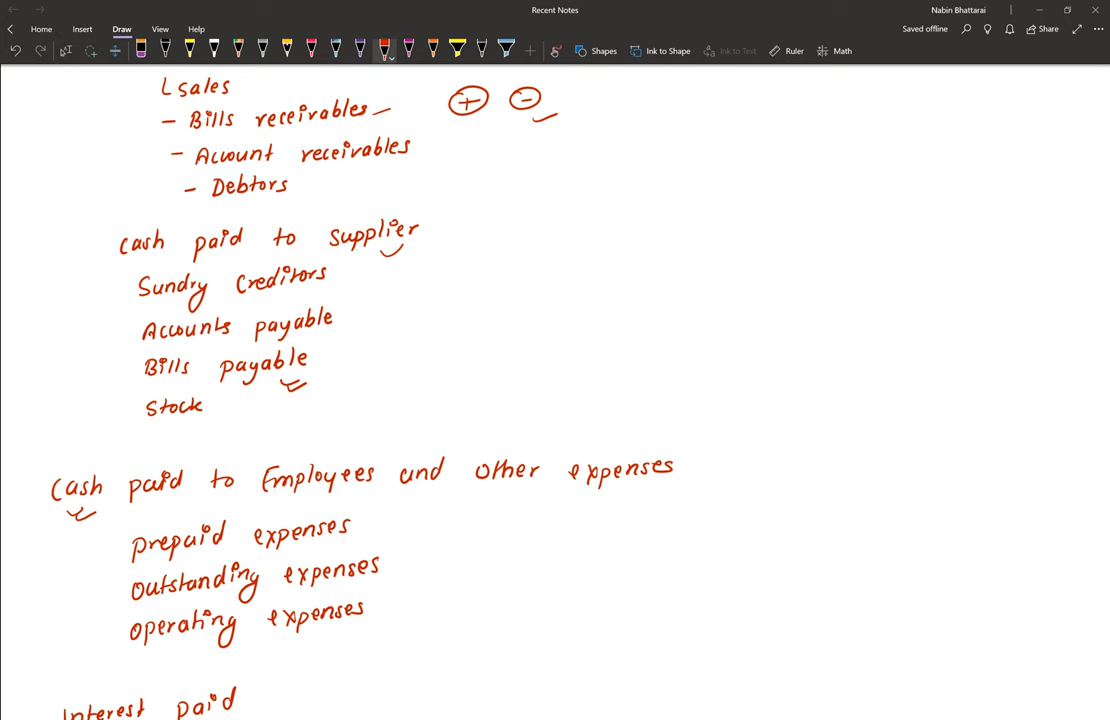 Recent Notes
Nabin Bhattarai
Home Insert Draw View Help
Saved offline
Share
Shapes
Ink to Shape
Ink to Text
Ruler
Math
sales
+ -
- Bills receivables -
- Account receivables
- Debtors
Cash paid to supplier
Sundry Creditors
Accounts payable
Bills payable
Stock
Cash paid to Employees and other expenses
prepaid expenses
outstanding expenses
operating expenses
Interest paid